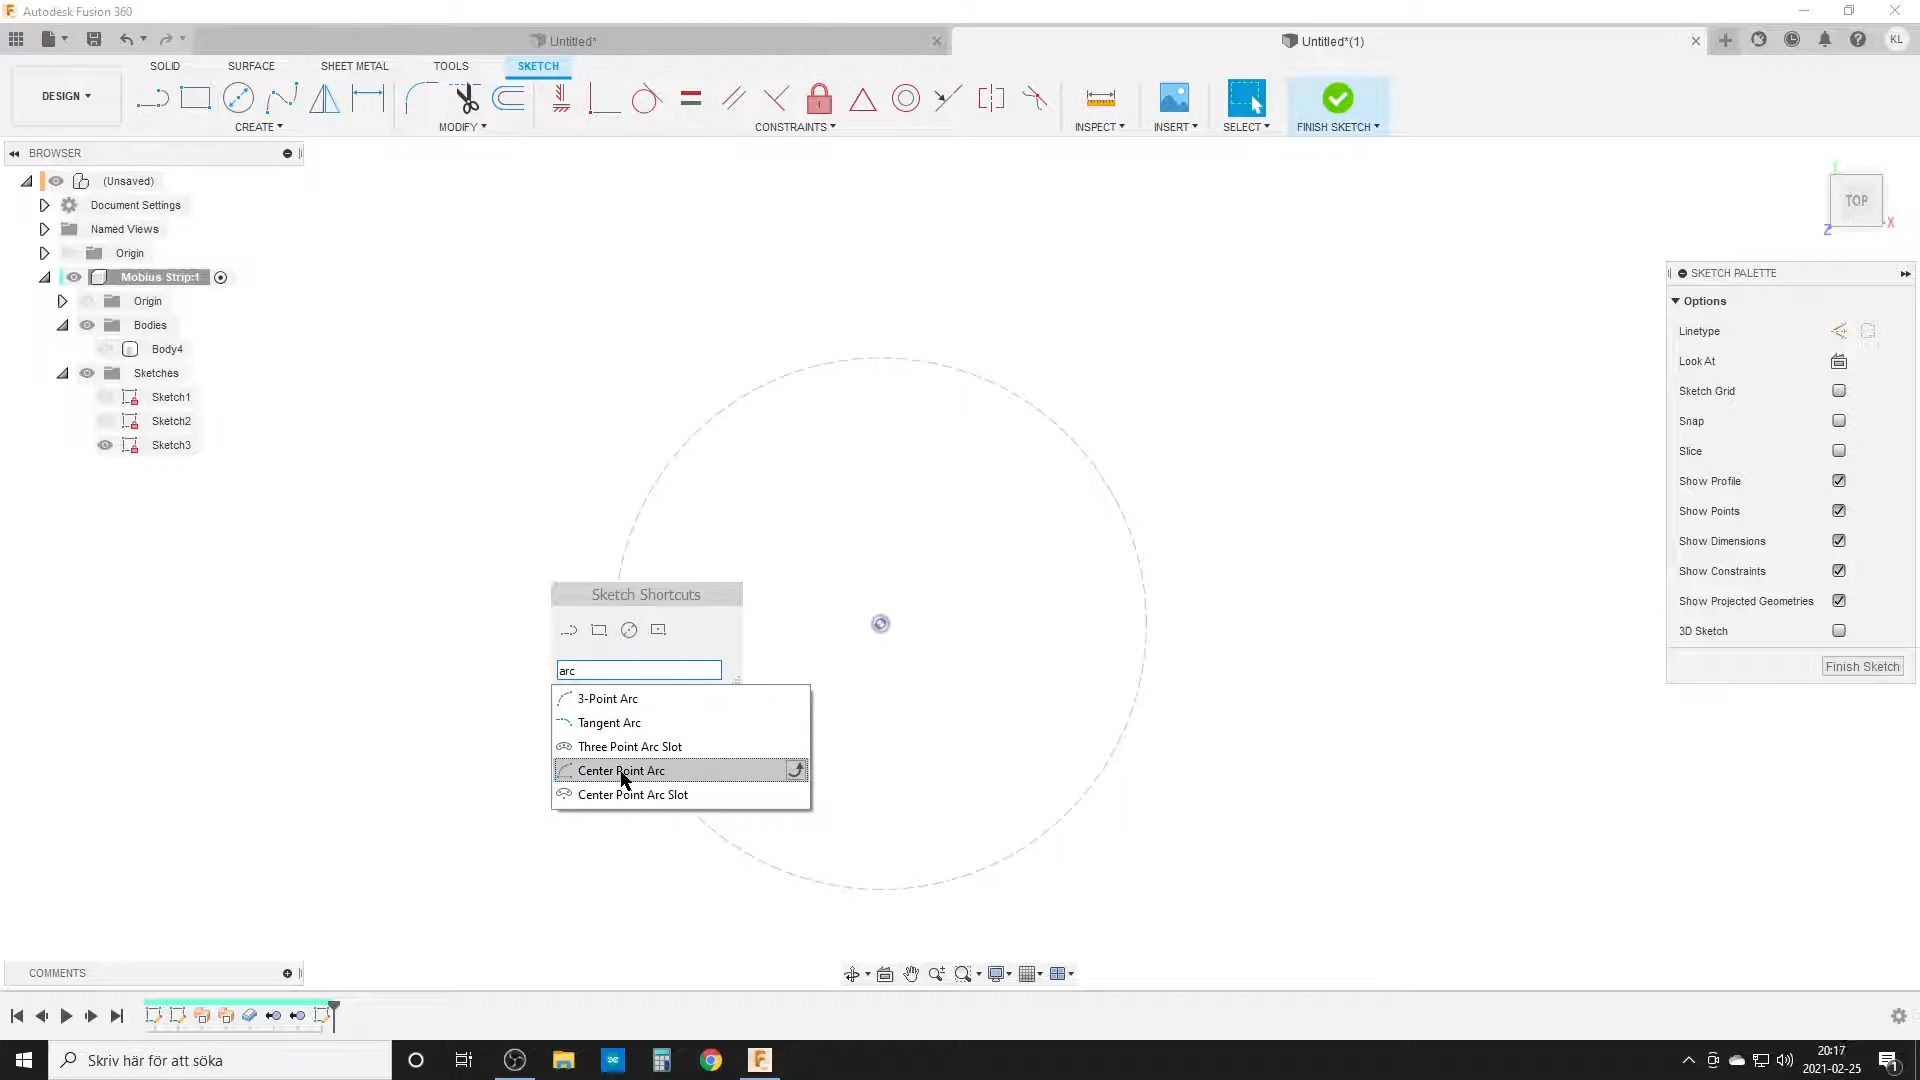 Autodesk Fusion 360
Untitled*
Untitled*(1)
KL
SOLID
SURFACE
SHEET METAL
TOOLS
SKETCH
DESIGN
CREATE
MODIFY
CONSTRAINTS
INSPECT
INSERT
SELECT
FINISH SKETCH
BROWSER
(Unsaved)
Document Settings
Named Views
Origin
Mobius Strip:1
Origin
Bodies
Body4
Sketches
Sketch1
Sketch2
Sketch3
Y
TOP
X
Z
SKETCH PALETTE
Options
Linetype
Look At
Sketch Grid
Snap
Slice
Show Profile
Show Points
Show Dimensions
Show Constraints
Show Projected Geometries
3D Sketch
Finish Sketch
Sketch Shortcuts
arc
3-Point Arc
Tangent Arc
Three Point Arc Slot
Center Point Arc
Center Point Arc Slot
COMMENTS
Skriv här för att söka
20:17
2021-02-25
1